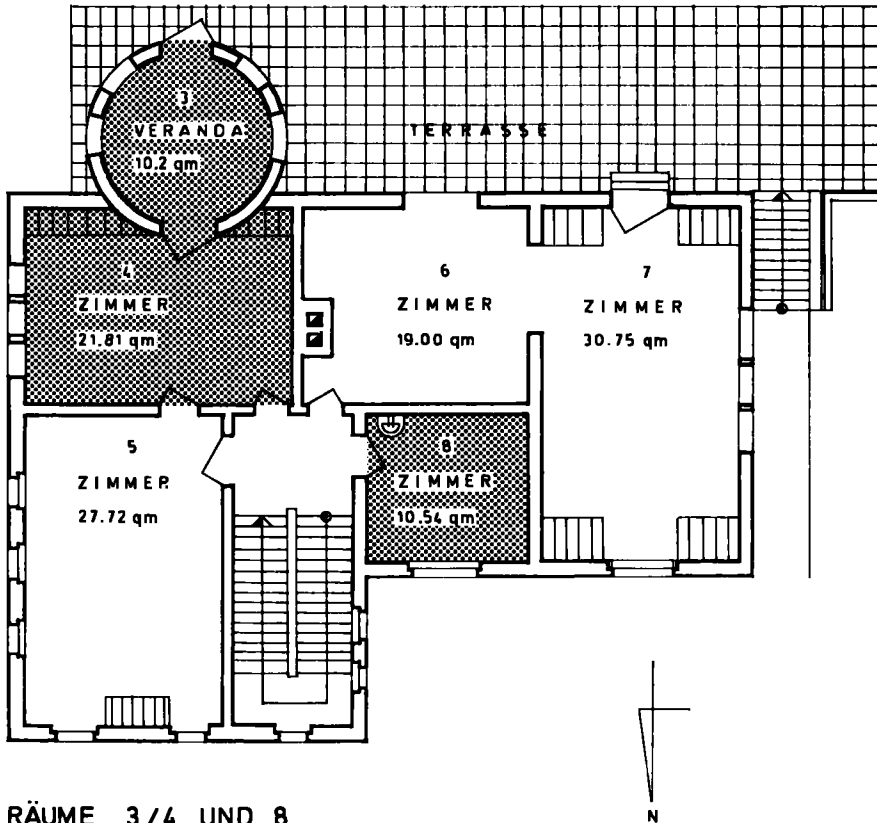 3
VERANDA
10.2 qm
TERRASSE
4
ZIMMER
21.81 qm
6
ZIMMER
19.00 qm
7
ZIMMER
30.75 qm
5
ZIMMER
27.72 qm
8
ZIMMER
10.54 qm
N
RÄUME 3/4 UND 8